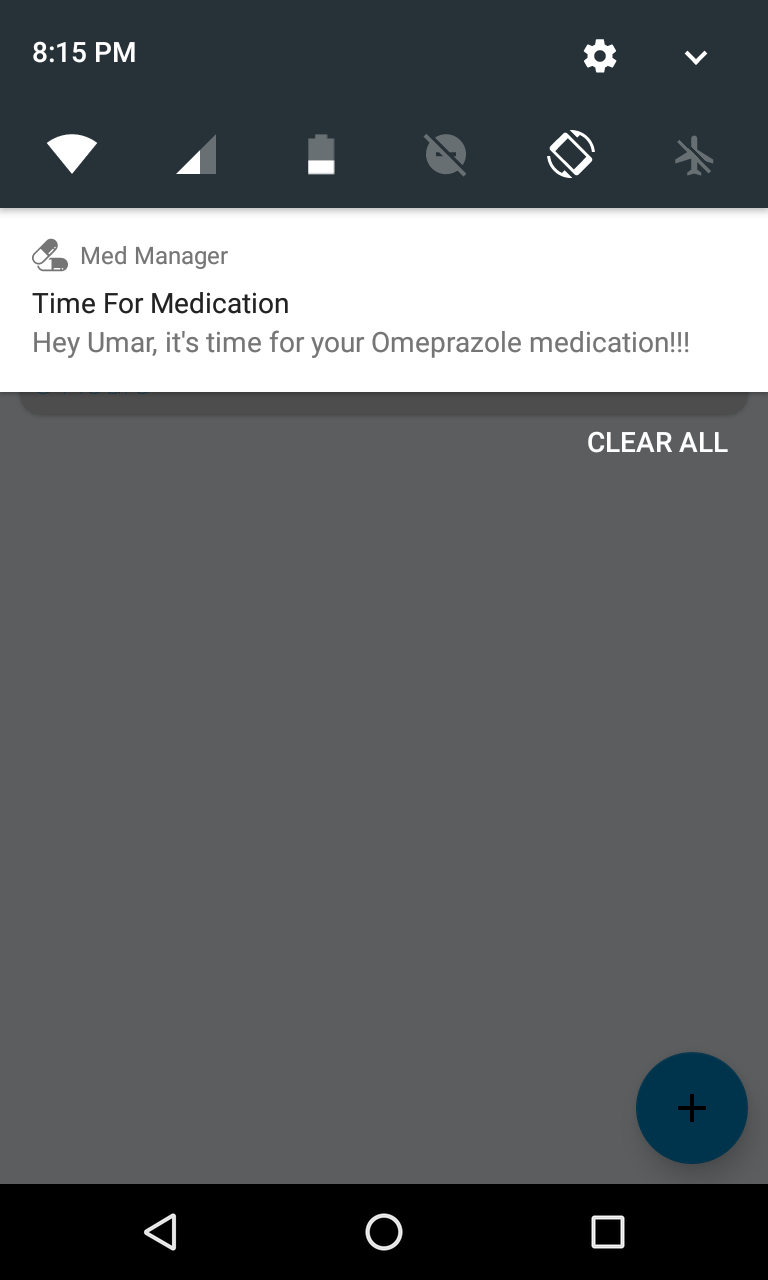 8:15 PM
Med Manager
Time For Medication
Hey Umar, it's time for your Omeprazole medication!!!
CLEAR ALL